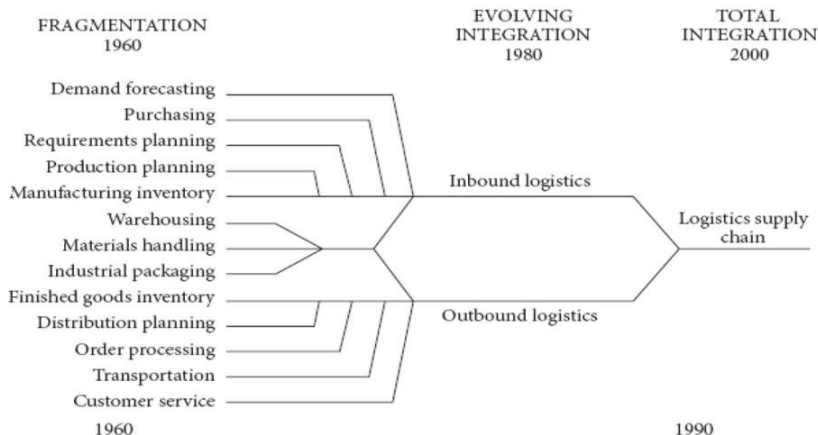 FRAGMENTATION
1960
EVOLVING
INTEGRATION
1980
TOTAL
INTEGRATION
2000
Demand forecasting
Purchasing
Requirements planning
Production planning
Manufacturing inventory
Warehousing
Materials handling
Industrial packaging
Finished goods inventory
Distribution planning
Order processing
Transportation
Customer service
Inbound logistics
Outbound logistics
Logistics supply
chain
1960
1990